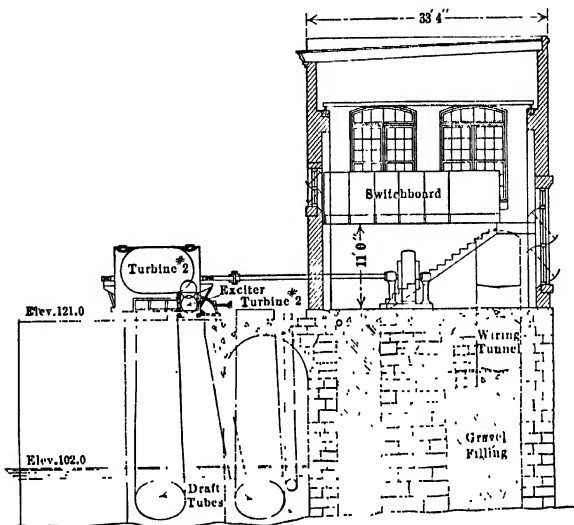 33'4"
Switchboard
11'0"
Turbine #2
Exciter
Turbine #2
Elev.121.0
Wiring
Tunnel
Elev.102.0
Gravel
Filling
Draft
Tubes